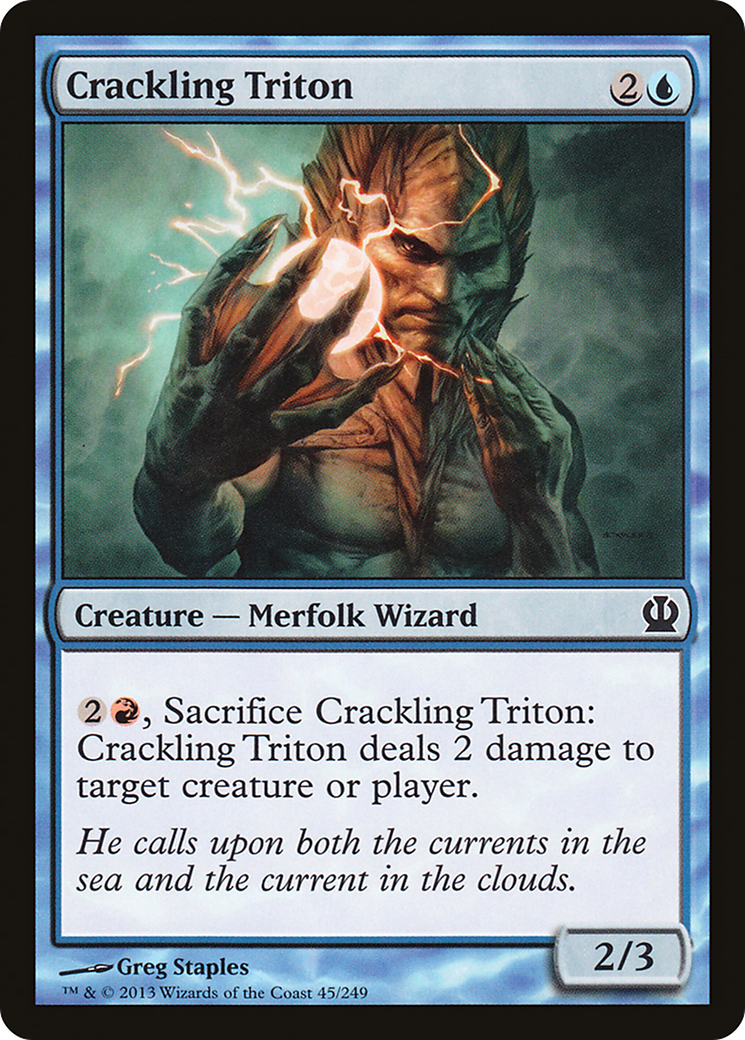 Crackling Triton 2
Creature — Merfolk Wizard
2, Sacrifice Crackling Triton:
Crackling Triton deals 2 damage to
target creature or player.
He calls upon both the currents in the
sea and the current in the clouds.
2/3
Greg Staples
™ & © 2013 Wizards of the Coast 45/249